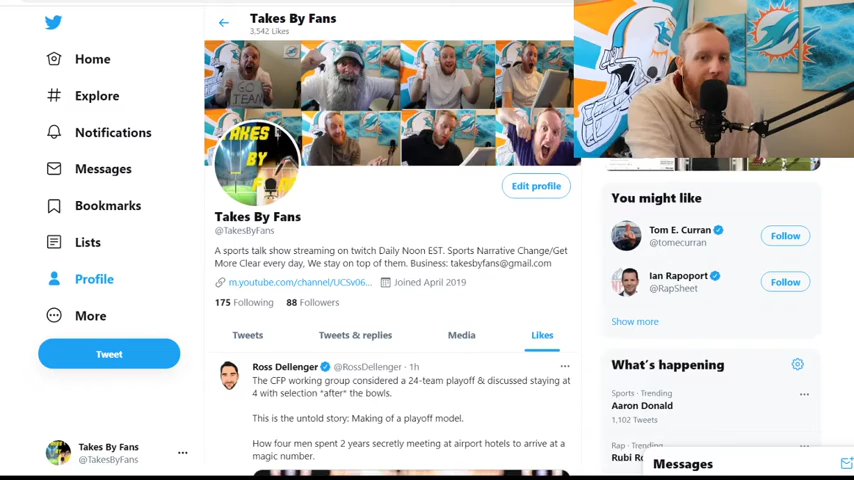 Takes By Fans
3,542 Likes
Home
Explore
Notifications
Messages
Bookmarks
Lists
Profile
More
Tweet
Takes By Fans
@TakesByFans
GO
TEAM
TAKES
BY
Edit profile
Takes By Fans
@TakesByFans
A sports talk show streaming on twitch Daily Noon EST. Sports Narrative Change/Get
More Clear every day, We stay on top of them. Business: takesbyfans@gmail.com
m.youtube.com/channel/UCSv06... Joined April 2019
175 Following 88 Followers
Tweets Tweets & replies Media Likes
Ross Dellenger @RossDellenger · 1h
The CFP working group considered a 24-team playoff & discussed staying at
4 with selection *after* the bowls.
This is the untold story: Making of a playoff model.
How four men spent 2 years secretly meeting at airport hotels to arrive at a
magic number.
You might like
Tom E. Curran
@tomecurran
Follow
Ian Rapoport
@RapSheet
Follow
Show more
What's happening
Sports · Trending
Aaron Donald
1,102 Tweets
Rap · Trending
Rubi Ro
Messages